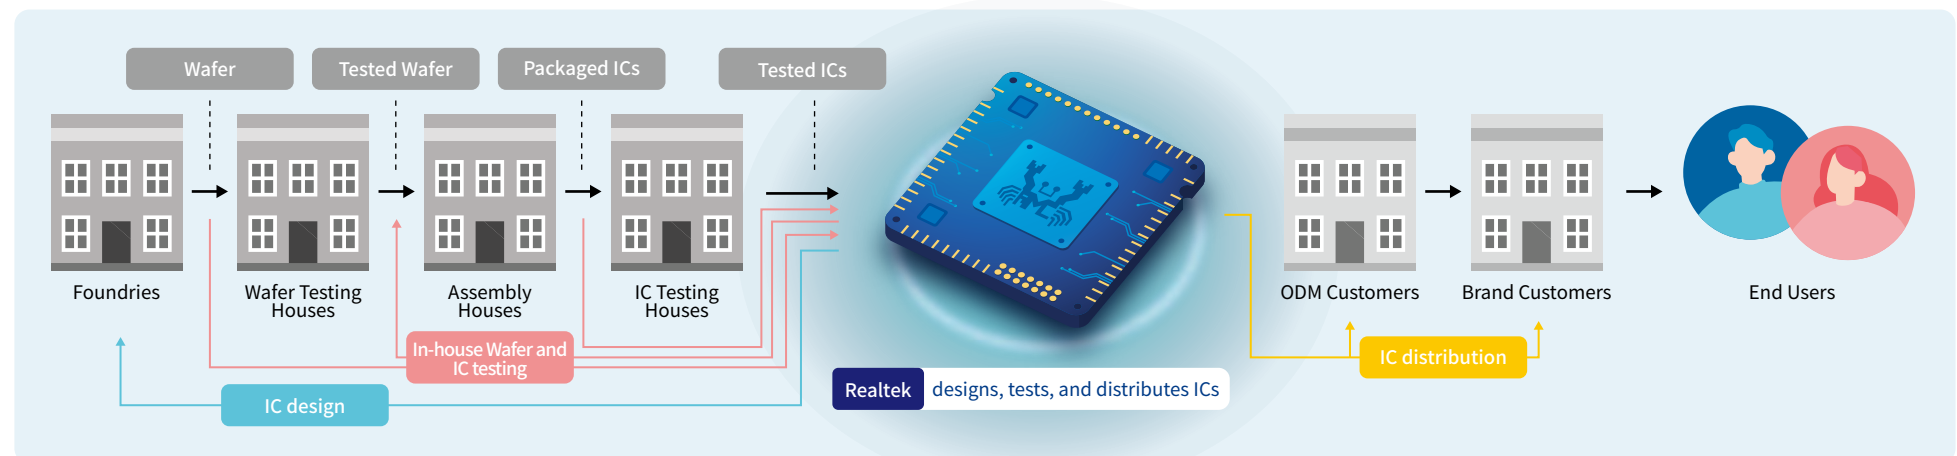 Wafer
Tested Wafer
Packaged ICs
Tested ICs
Foundries
Wafer Testing
Houses
Assembly
Houses
IC Testing
Houses
ODM Customers
Brand Customers
End Users
In-house Wafer and
IC testing
IC distribution
IC design
Realtek designs, tests, and distributes ICs